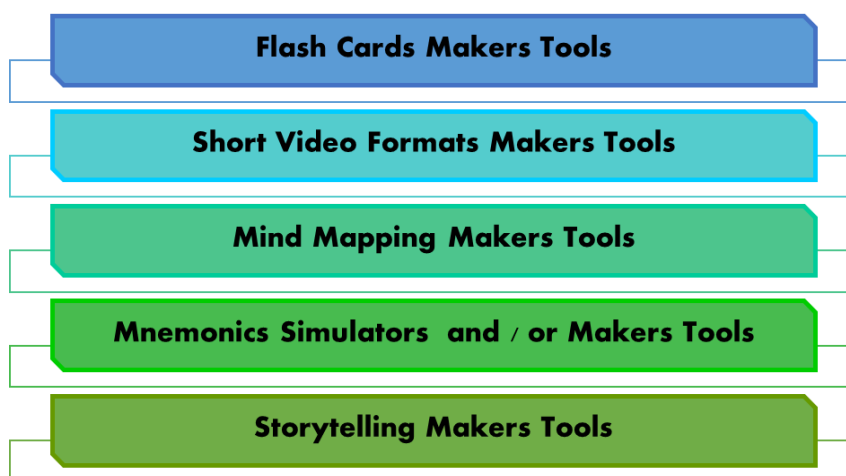 Flash Cards Makers Tools
Short Video Formats Makers Tools
Mind Mapping Makers Tools
Mnemonics Simulators and / or Makers Tools
Storytelling Makers Tools